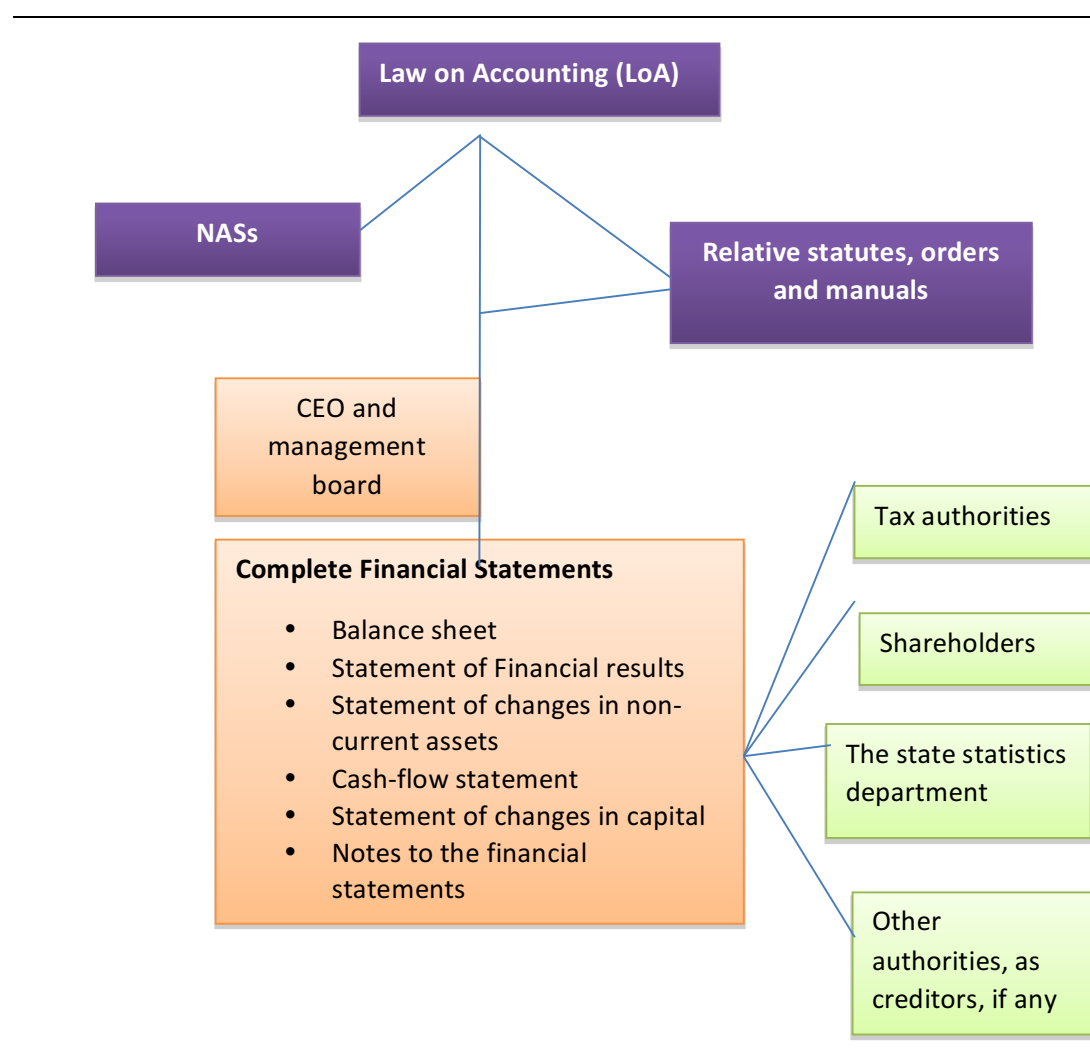 Law on Accounting (LoA)
NASs
Relative statutes, orders
and manuals
CEO and
management
board
Complete Financial Statements
• Balance sheet
• Statement of Financial results
• Statement of changes in non-
current assets
• Cash-flow statement
• Statement of changes in capital
• Notes to the financial
statements
Tax authorities
Shareholders
The state statistics
department
Other
authorities, as
creditors, if any